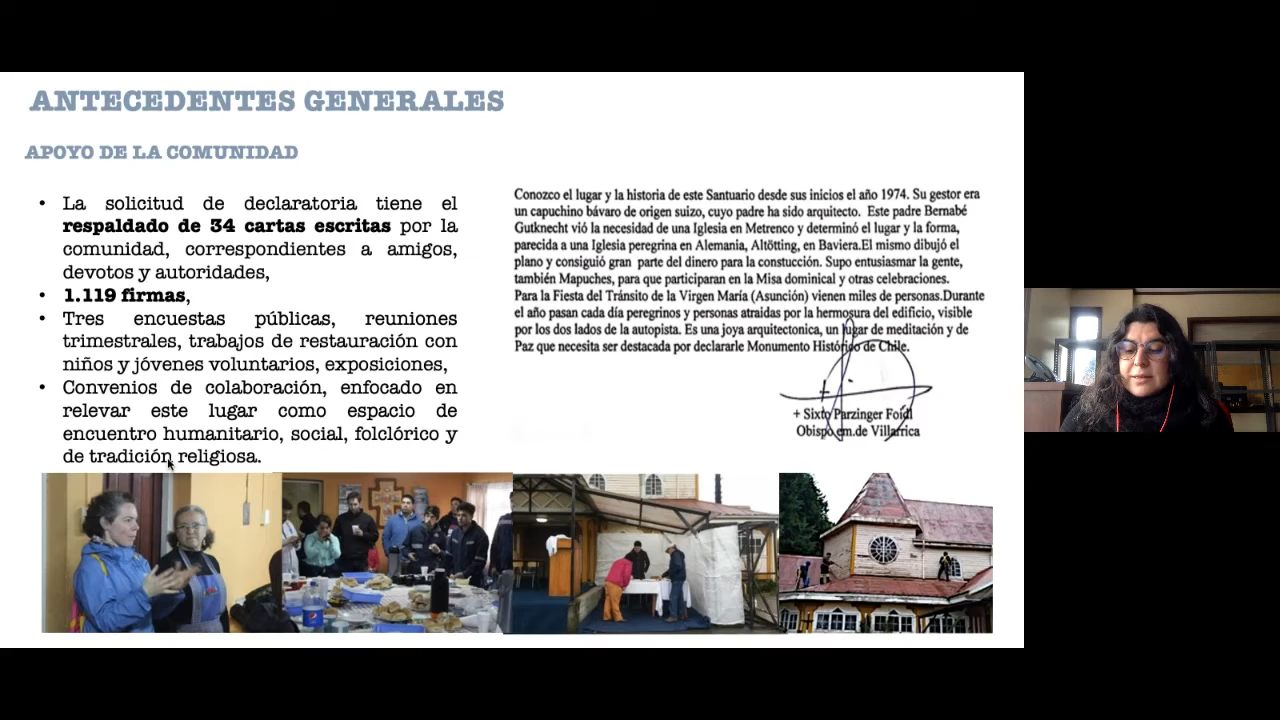 ANTECEDENTES GENERALES
APOYO DE LA COMUNIDAD
• La solicitud de declaratoria tiene el
respaldado de 34 cartas escritas por la
comunidad, correspondientes a amigos,
devotos y autoridades,
• 1.119 firmas,
• Tres encuestas públicas, reuniones
trimestrales, trabajos de restauración con
niños y jóvenes voluntarios, exposiciones,
• Convenios de colaboración, enfocado en
relevar este lugar como espacio de
encuentro humanitario, social, folclórico y
de tradición religiosa.
Conozco el lugar y la historia de este Santuario desde sus inicios el año 1974. Su gestor era
un capuchino bávaro de origen suizo, cuyo padre ha sido arquitecto. Este padre Bernabé
Gutknecht vió la necesidad de una Iglesia en Metrenco y determinó el lugar y la forma,
parecida a una Iglesia peregrina en Alemania, Altötting, en Baviera.El mismo dibujó el
plano y consiguió gran parte del dinero para la constucción. Supo entusiasmar la gente,
también Mapuches, para que participaran en la Misa dominical y otras celebraciones.
Para la Fiesta del Tránsito de la Virgen María (Asunción) vienen miles de personas.Durante
el año pasan cada día peregrinos y personas atraidas por la hermosura del edificio, visible
por los dos lados de la autopista. Es una joya arquitectonica, un lugar de meditación y de
Paz que necesita ser destacada por declararle Monumento Histórico de Chile.
+ Sixto Parzinger Foidl
Obispo em.de Villarrica